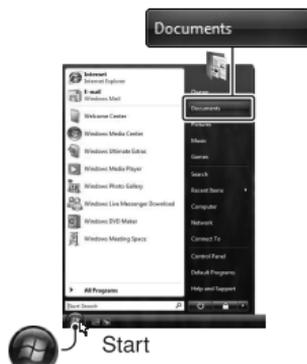 Documents
Internet
Internet Explorer
E-mail
Windows Mail
Welcome Center
Windows Media Center
Windows Ultimate Extras
Windows Media Player
Windows Photo Gallery
Windows Live Messenger Download
Windows DVD Maker
Windows Meeting Space
All Programs
Start Search
Documents
Pictures
Music
Games
Search
Recent Items
Computer
Network
Connect To
Control Panel
Default Programs
Help and Support
Start